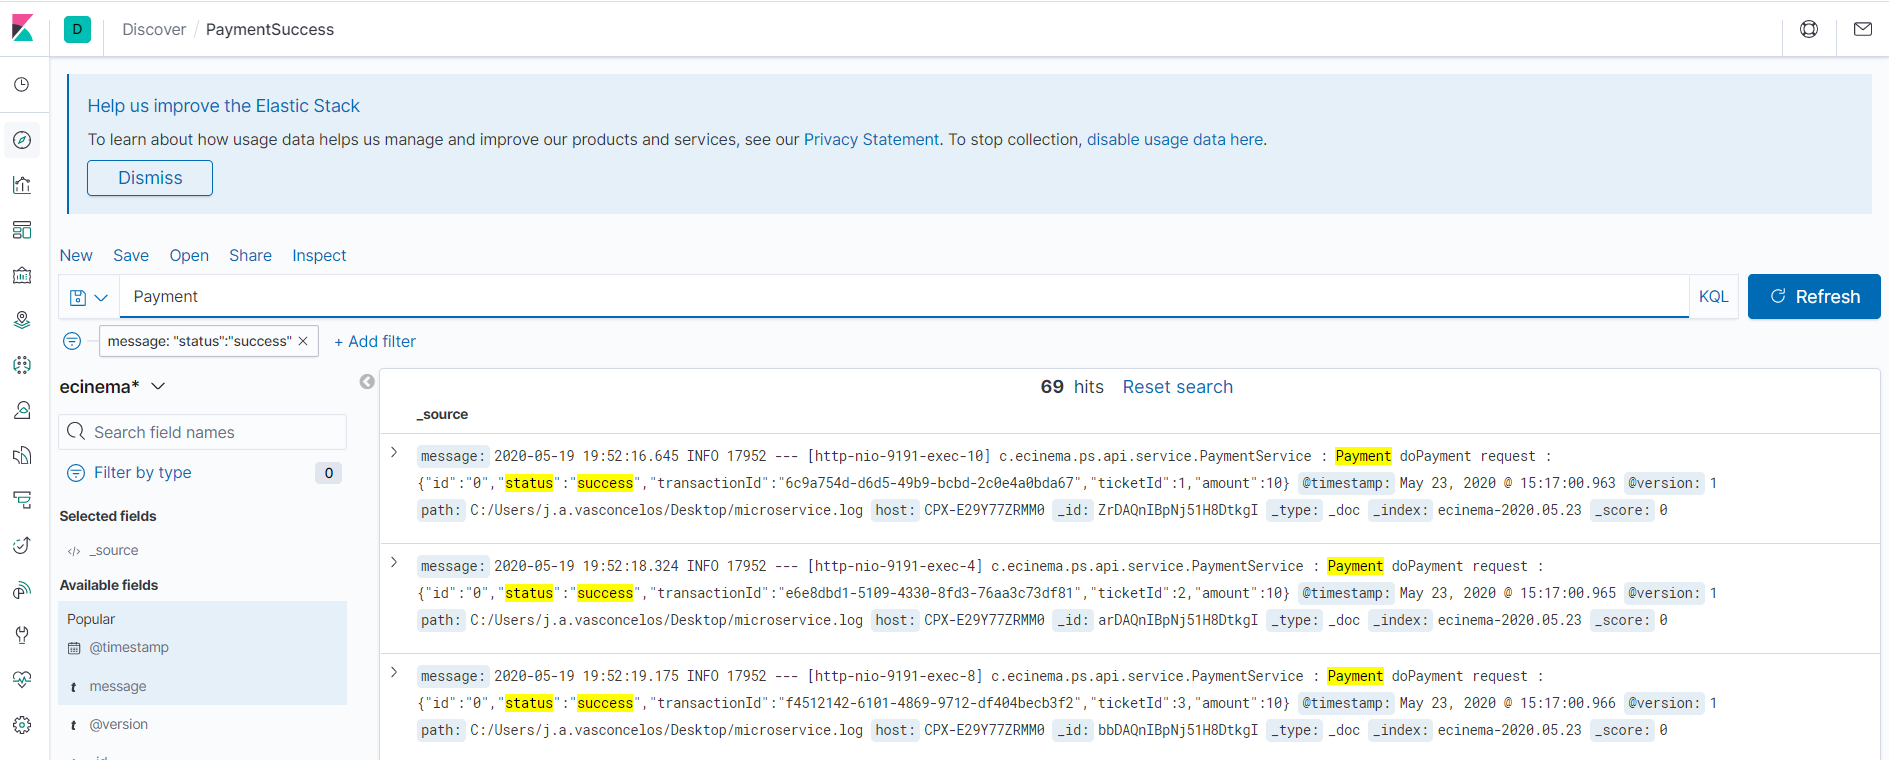 D Discover / PaymentSuccess
Help us improve the Elastic Stack
To learn about how usage data helps us manage and improve our products and services, see our Privacy Statement. To stop collection, disable usage data here.
Dismiss
New Save Open Share Inspect
Payment KQL Refresh
message: "status":"success" × + Add filter
ecinema*
Search field names
Filter by type 0
Selected fields
_source
Available fields
Popular
@timestamp
t message
t @version
69 hits Reset search
_source
message: 2020-05-19 19:52:16.645 INFO 17952 --- [http-nio-9191-exec-10] c.ecinema.ps.api.service.PaymentService : Payment doPayment request :
{"id":"0","status":"success","transactionId":"6c9a754d-d6d5-49b9-bcbd-2c0e4a0bda67","ticketId":1,"amount":10} @timestamp: May 23, 2020 @ 15:17:00.963 @version: 1
path: C:/Users/j.a.vasconcelos/Desktop/microservice.log host: CPX-E29Y77ZRMM0 _id: ZrDAQnIBpNj51H8DtkgI _type: _doc _index: ecinema-2020.05.23 _score: 0
message: 2020-05-19 19:52:18.324 INFO 17952 --- [http-nio-9191-exec-4] c.ecinema.ps.api.service.PaymentService : Payment doPayment request :
{"id":"0","status":"success","transactionId":"e6e8dbd1-5109-4330-8fd3-76aa3c73df81","ticketId":2,"amount":10} @timestamp: May 23, 2020 @ 15:17:00.965 @version: 1
path: C:/Users/j.a.vasconcelos/Desktop/microservice.log host: CPX-E29Y77ZRMM0 _id: arDAQnIBpNj51H8DtkgI _type: _doc _index: ecinema-2020.05.23 _score: 0
message: 2020-05-19 19:52:19.175 INFO 17952 --- [http-nio-9191-exec-8] c.ecinema.ps.api.service.PaymentService : Payment doPayment request :
{"id":"0","status":"success","transactionId":"f4512142-6101-4869-9712-df404becb3f2","ticketId":3,"amount":10} @timestamp: May 23, 2020 @ 15:17:00.966 @version: 1
path: C:/Users/j.a.vasconcelos/Desktop/microservice.log host: CPX-E29Y77ZRMM0 _id: bbDAQnIBpNj51H8DtkgI _type: _doc _index: ecinema-2020.05.23 _score: 0